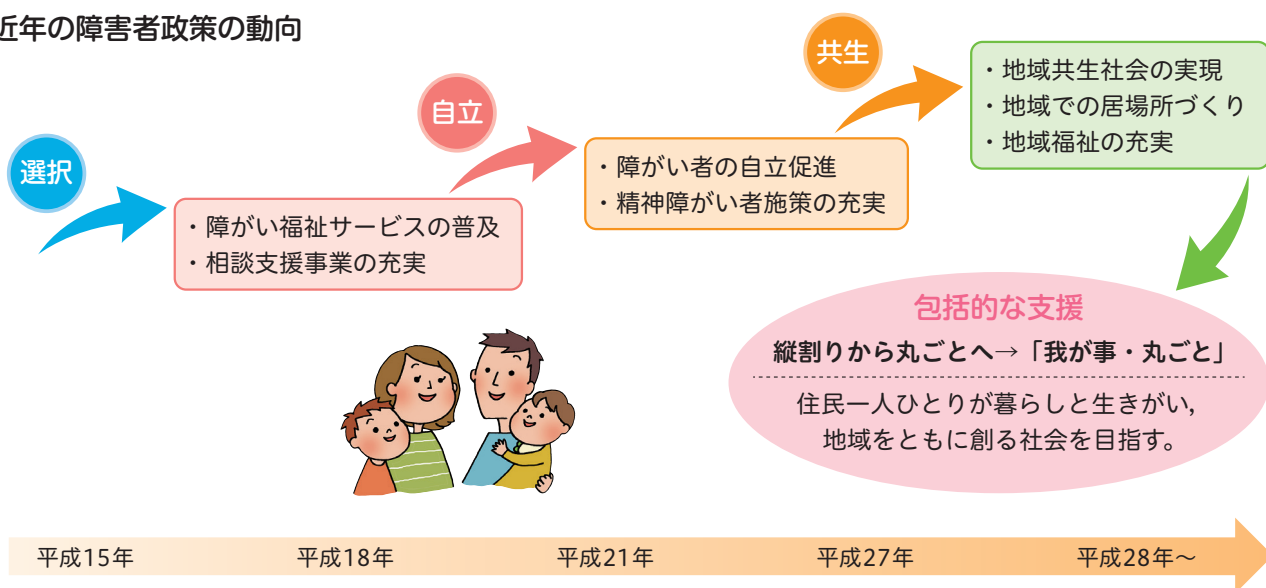 近年の障害者政策の動向
選択
・障がい福祉サービスの普及
・相談支援事業の充実
自立
・障がい者の自立促進
・精神障がい者施策の充実
共生
・地域共生社会の実現
・地域での居場所づくり
・地域福祉の充実
包括的な支援
縦割りから丸ごとへ→「我が事・丸ごと」
住民一人ひとりが暮らしと生きがい,
地域をともに創る社会を目指す。
平成15年 平成18年 平成21年 平成27年 平成28年～